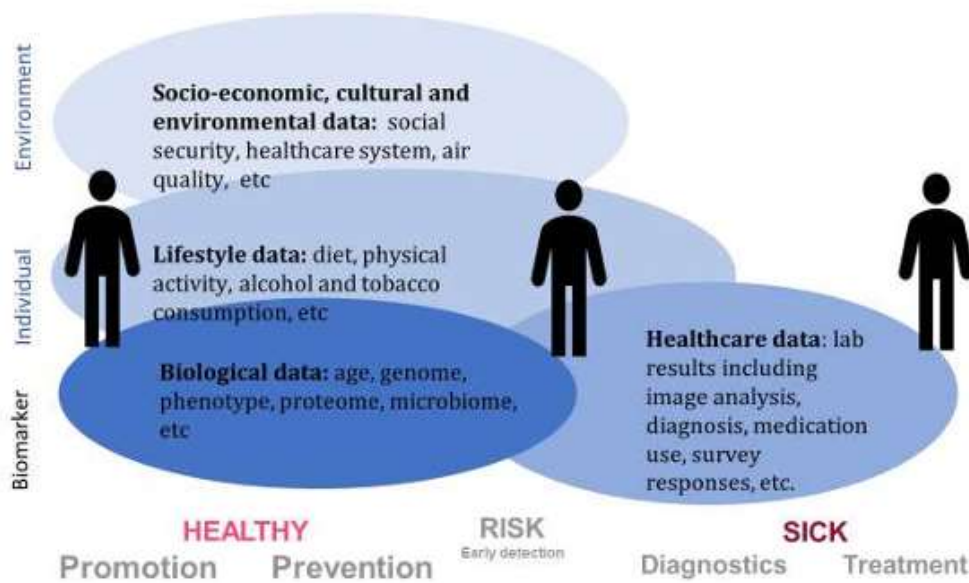 Environment
Individual
Biomarker
Socio-economic, cultural and
environmental data: social
security, healthcare system, air
quality, etc
Lifestyle data: diet, physical
activity, alcohol and tobacco
consumption, etc
Biological data: age, genome,
phenotype, proteome, microbiome,
etc
Healthcare data: lab
results including
image analysis,
diagnosis, medication
use, survey
responses, etc.
HEALTHY
RISK
Early detection
SICK
Promotion
Prevention
Diagnostics
Treatment